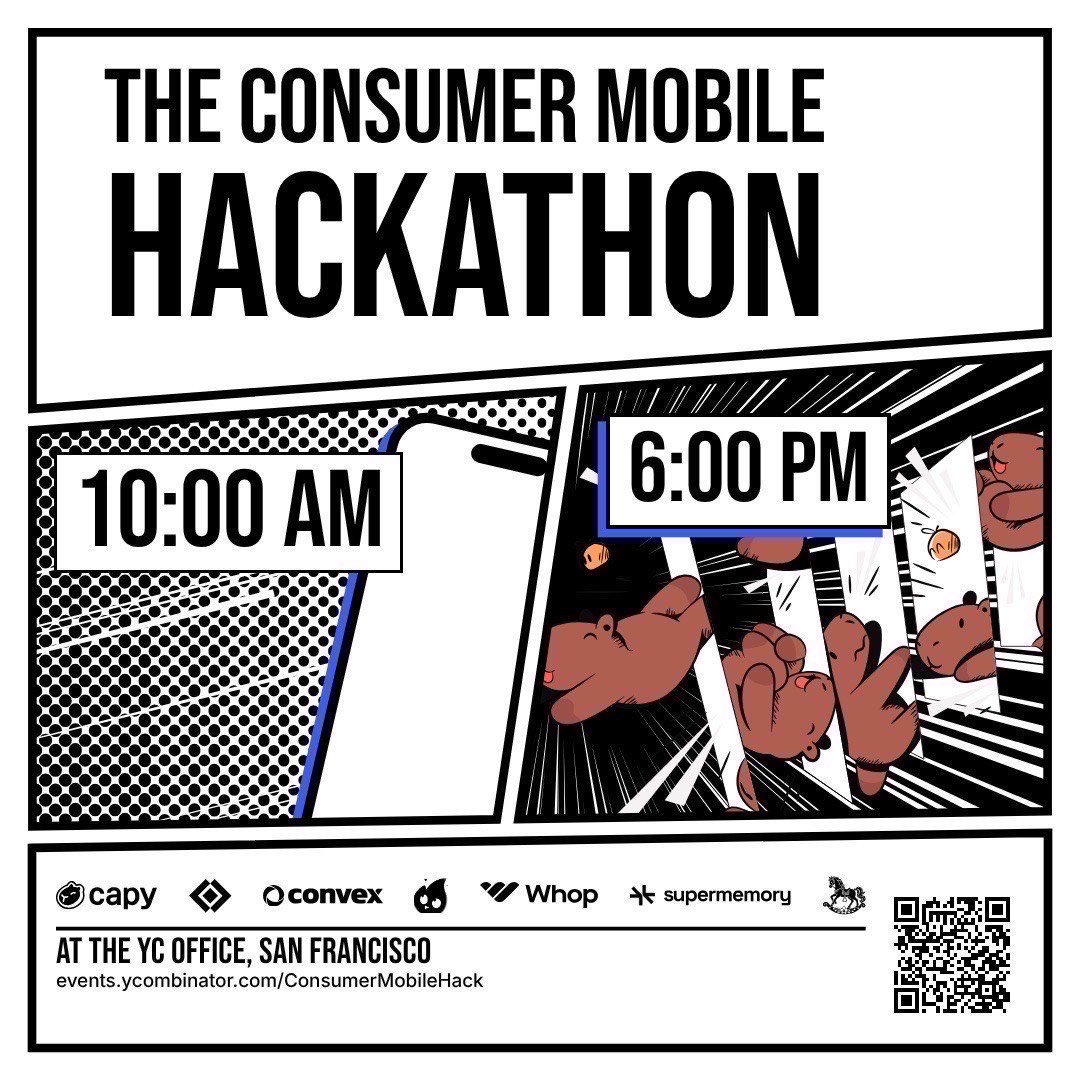 THE CONSUMER MOBILE
HACKATHON
10:00 AM
6:00 PM
capy
convex
Whop
supermemory
AT THE YC OFFICE, SAN FRANCISCO
events.ycombinator.com/ConsumerMobileHack